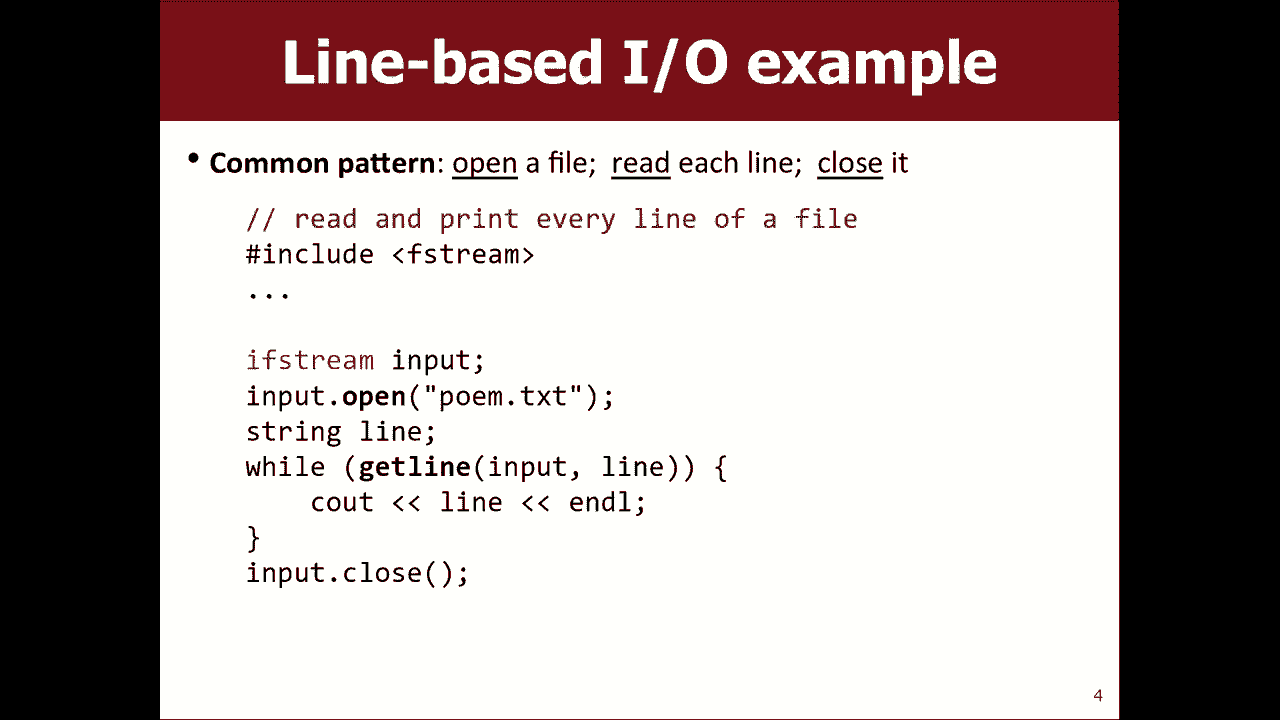 Line-based I/O example
• Common pattern: open a file; read each line; close it
// read and print every line of a file
#include <fstream>
...
ifstream input;
input.open("poem.txt");
string line;
while (getline(input, line)) {
    cout << line << endl;
}
input.close();
4